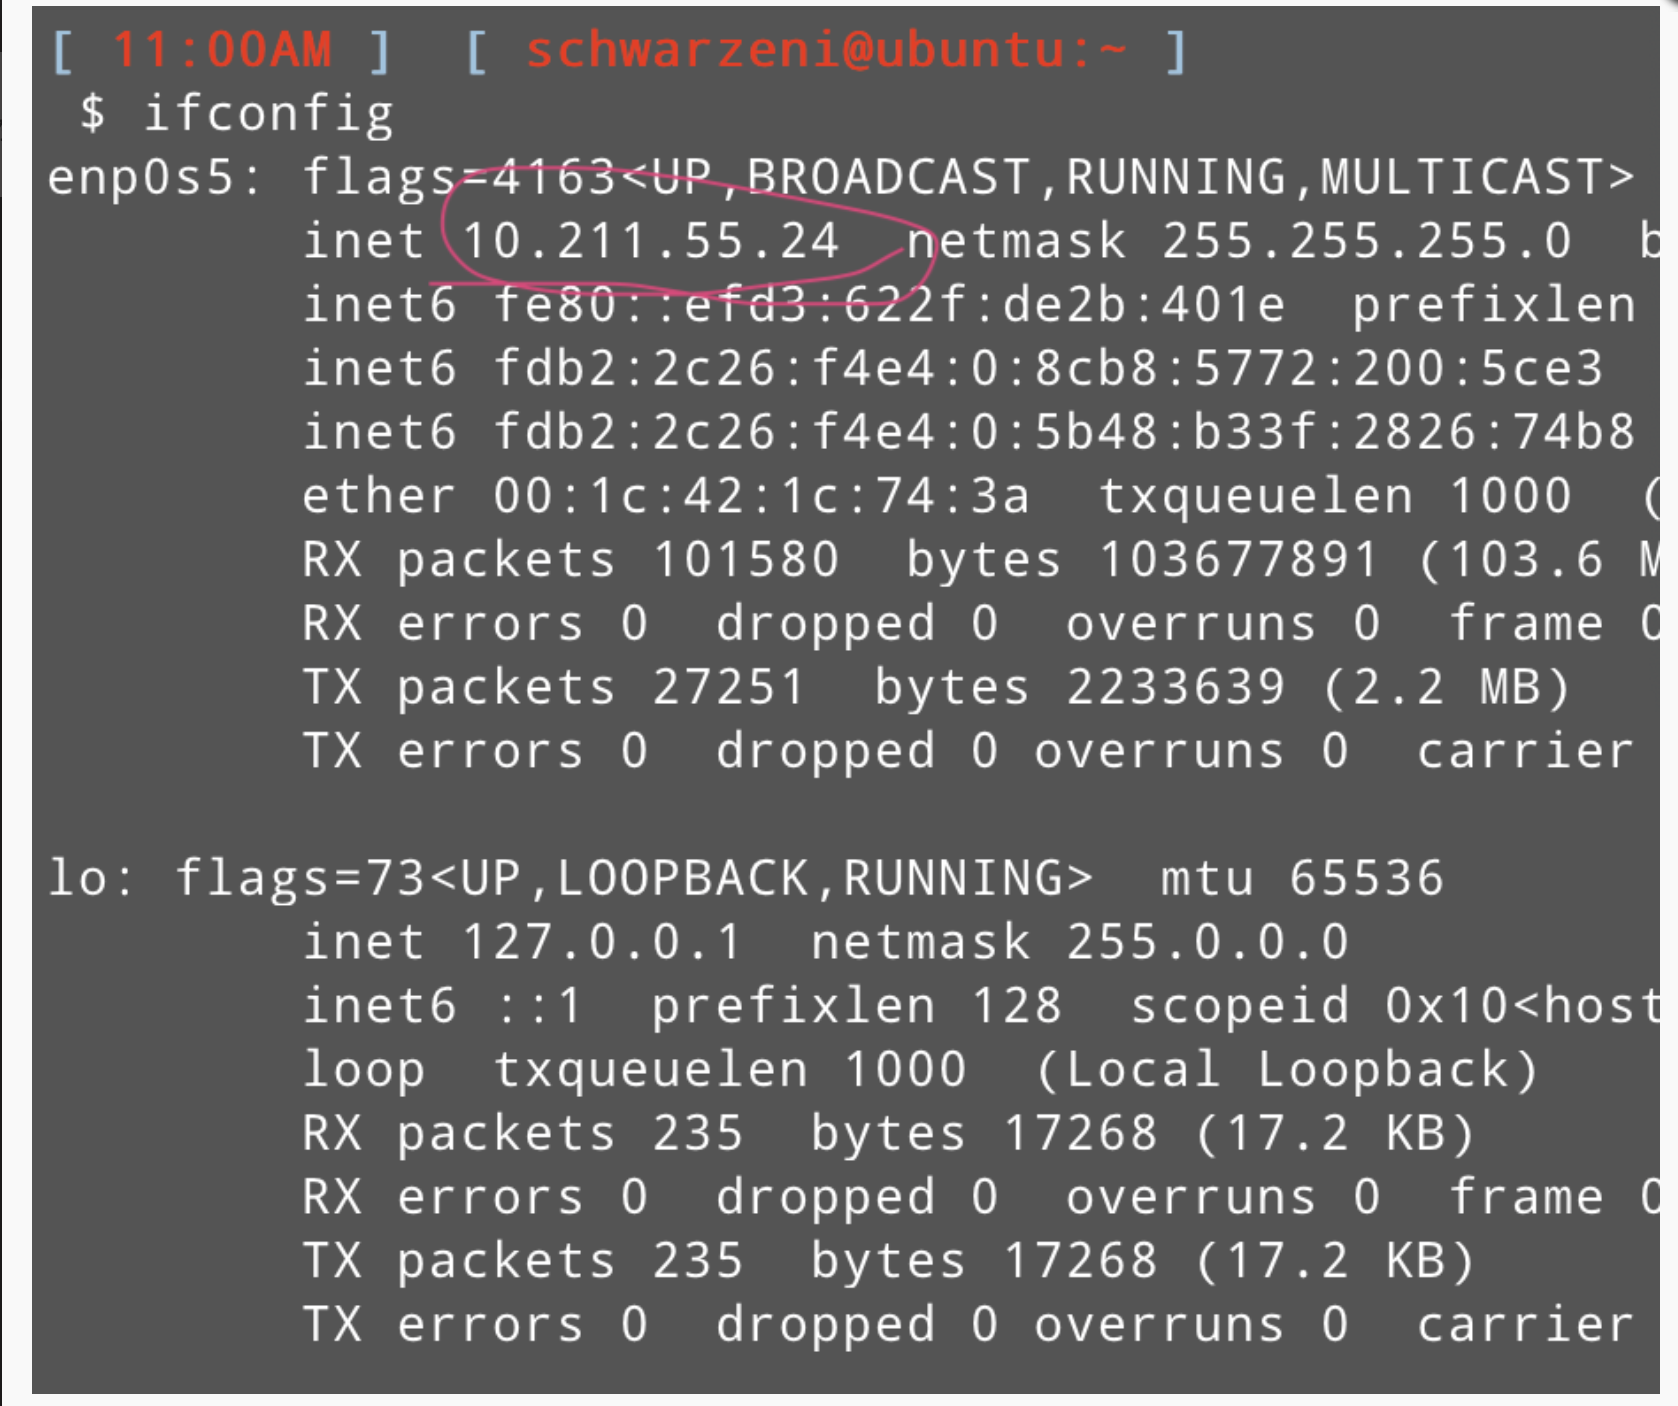 [ 11:00AM ]  [ schwarzeni@ubuntu:~ ]
$ ifconfig
enp0s5: flags=4163<UP,BROADCAST,RUNNING,MULTICAST>
inet 10.211.55.24  netmask 255.255.255.0  b
inet6 fe80::efd3:622f:de2b:401e  prefixlen
inet6 fdb2:2c26:f4e4:0:8cb8:5772:200:5ce3
inet6 fdb2:2c26:f4e4:0:5b48:b33f:2826:74b8
ether 00:1c:42:1c:74:3a  txqueuelen 1000  (
RX packets 101580  bytes 103677891 (103.6 M
RX errors 0  dropped 0  overruns 0  frame 0
TX packets 27251  bytes 2233639 (2.2 MB)
TX errors 0  dropped 0 overruns 0  carrier
lo: flags=73<UP,LOOPBACK,RUNNING>  mtu 65536
inet 127.0.0.1  netmask 255.0.0.0
inet6 ::1  prefixlen 128  scopeid 0x10<host
loop  txqueuelen 1000  (Local Loopback)
RX packets 235  bytes 17268 (17.2 KB)
RX errors 0  dropped 0  overruns 0  frame 0
TX packets 235  bytes 17268 (17.2 KB)
TX errors 0  dropped 0 overruns 0  carrier